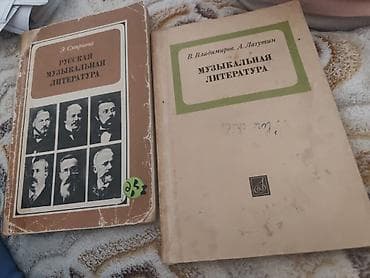 Э. Смирнова
РУССКАЯ
МУЗЫКАЛЬНАЯ
ЛИТЕРАТУРА
В. Владимиров, А. Лагутин
МУЗЫКАЛЬНАЯ
ЛИТЕРАТУРА